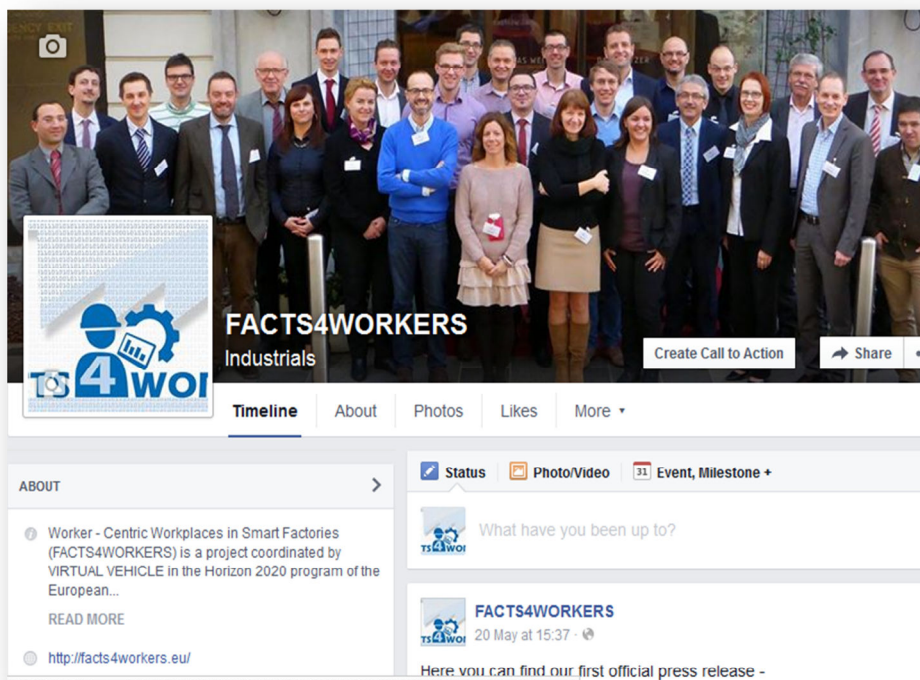 FACTS4WORKERS
Industrials
Create Call to Action
Share
TS4WOR
Timeline
About
Photos
Likes
More
ABOUT
Worker - Centric Workplaces in Smart Factories
(FACTS4WORKERS) is a project coordinated by
VIRTUAL VEHICLE in the Horizon 2020 program of the
European...
READ MORE
http://facts4workers.eu/
Status
Photo/Video
31
Event, Milestone +
TS4WOR
What have you been up to?
TS4WOR
FACTS4WORKERS
20 May at 15:37 ·
Here you can find our first official press release -